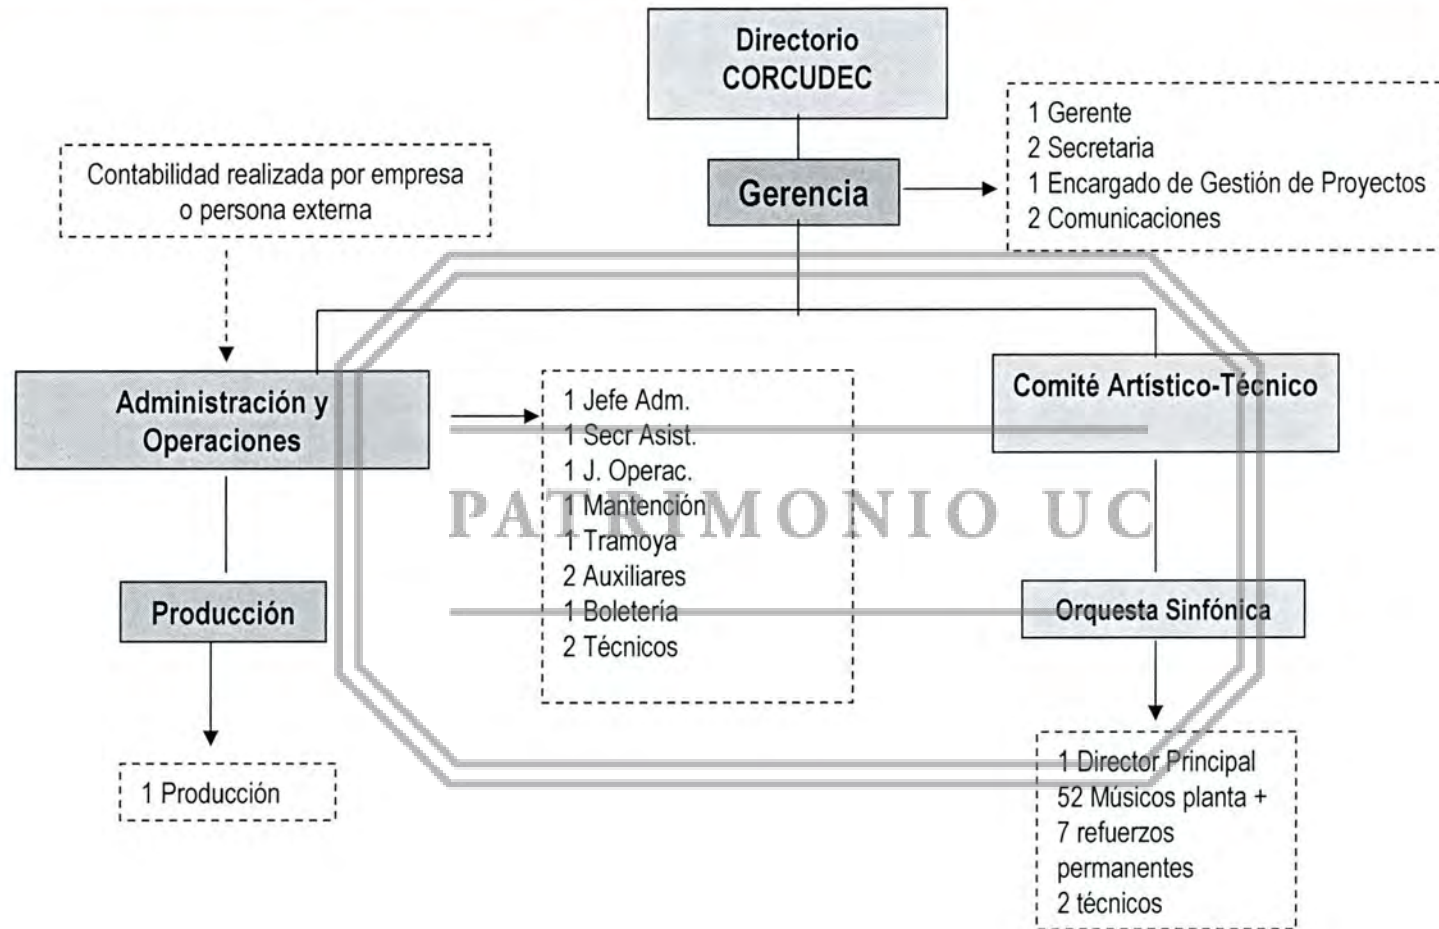 Directorio
CORCUDEC
1 Gerente
2 Secretaria
1 Encargado de Gestión de Proyectos
2 Comunicaciones
Contabilidad realizada por empresa
o persona externa
Gerencia
Administración y
Operaciones
1 Jefe Adm.
1 Secr Asist.
1 J. Operac.
1 Mantención
1 Tramoya
2 Auxiliares
1 Boletería
2 Técnicos
Comité Artístico-Técnico
PATRIMONIO UC
Producción
Orquesta Sinfónica
1 Producción
1 Director Principal
52 Músicos planta +
7 refuerzos
permanentes
2 técnicos